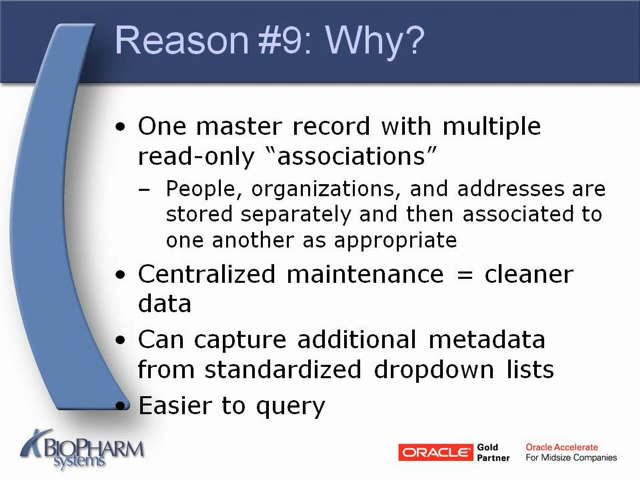 Reason #9: Why?
• One master record with multiple
read-only “associations”
– People, organizations, and addresses are
stored separately and then associated to
one another as appropriate
• Centralized maintenance = cleaner
data
• Can capture additional metadata
from standardized dropdown lists
• Easier to query
BIOPHARM
systems
ORACLE
Gold
Partner
Oracle Accelerate
For Midsize Companies